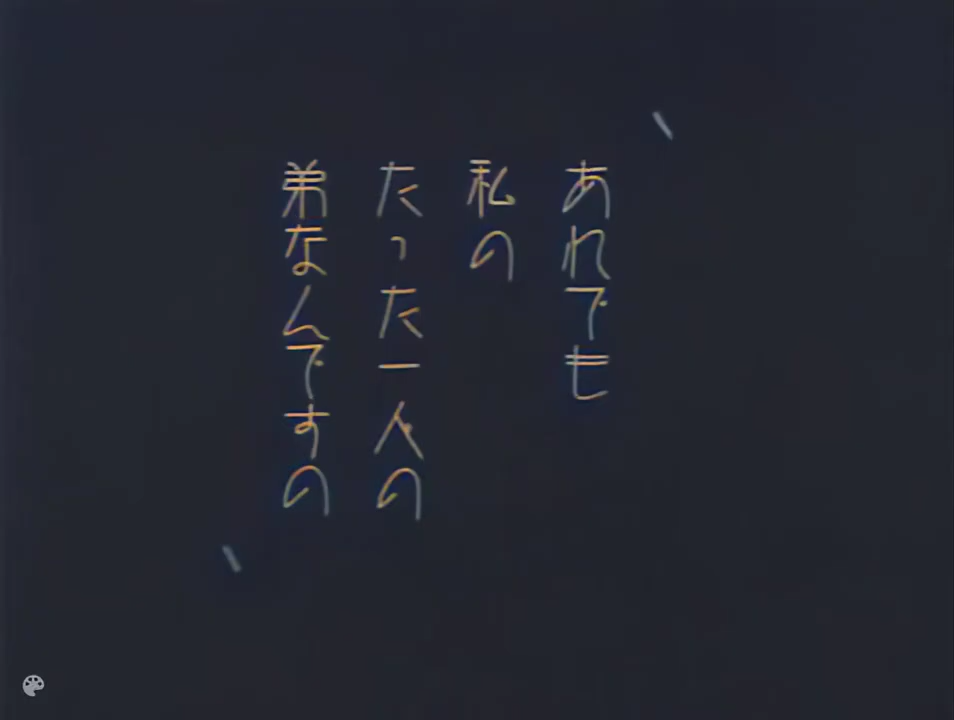 あれでも
私の
たった一人の
弟なんですの